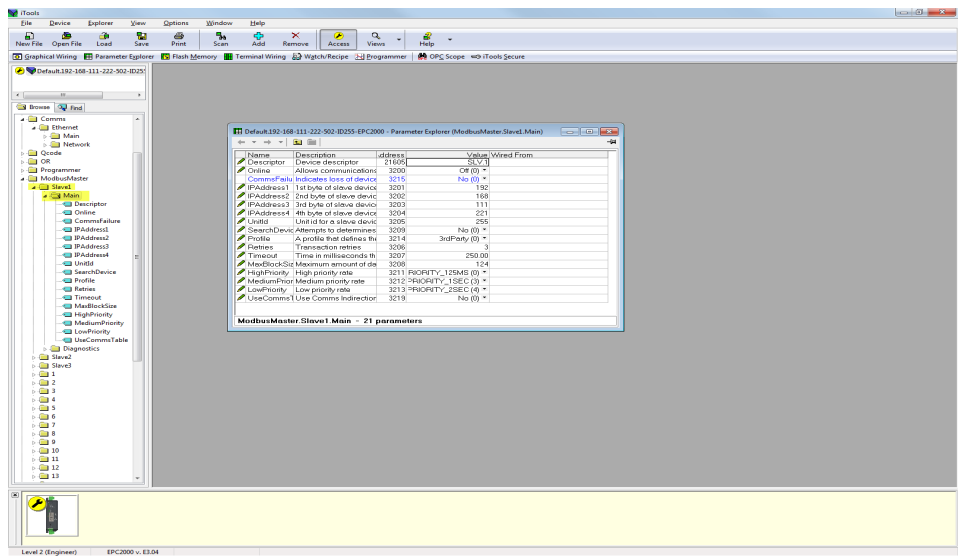 iTools
File Device Explorer View Options Window Help
New File Open File Load Save Print Scan Add Remove Access Views Help
Graphical Wiring Parameter Explorer Flash Memory Terminal Wiring Watch/Recipe Programmer OPC Scope iTools Secure
Default.192-168-111-222-502-ID25
Browse Find
Comms
Ethernet
Main
Network
Qcode
OR
Programmer
ModbusMaster
Slave1
Main
Descriptor
Online
CommsFailure
IPAddress1
IPAddress2
IPAddress3
IPAddress4
UnitId
SearchDevice
Profile
Retries
Timeout
MaxBlockSize
HighPriority
MediumPriority
LowPriority
UseCommsTable
Diagnostics
Slave2
Slave3
1
2
3
4
5
6
7
8
9
10
11
12
13
Default.192-168-111-222-502-ID255-EPC2000 - Parameter Explorer (ModbusMaster.Slave1.Main)
Name Description Address Value Wired From
Descriptor Device descriptor 21605 SLV.1
Online Allows communications 3200 Off (0)
CommsFailu Indicates loss of device 3215 No (0)
IPAddress1 1st byte of slave device 3201 192
IPAddress2 2nd byte of slave devic 3202 168
IPAddress3 3rd byte of slave devic 3203 111
IPAddress4 4th byte of slave device 3204 221
UnitId Unit id for a slave devic 3205 255
SearchDevic Attempts to determines 3209 No (0)
Profile A profile that defines the 3214 3rdParty (0)
Retries Transaction retries 3206 3
Timeout Time in milliseconds th 3207 250.00
MaxBlockSiz Maximum amount of da 3208 124
HighPriority High priority rate 3211 RIORITY_125MS (0)
MediumPrior Medium priority rate 3212 PRIORITY_1SEC (3)
LowPriority Low priority rate 3213 PRIORITY_2SEC (4)
UseCommsT Use Comms Indirection 3219 No (0)
ModbusMaster.Slave1.Main - 21 parameters
Level 2 (Engineer) EPC2000 v. E3.04